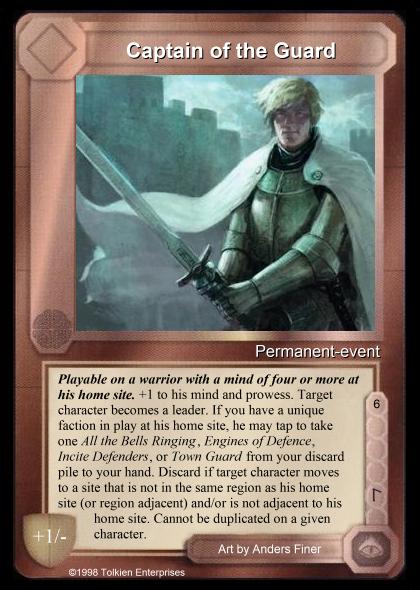 Captain of the Guard
Permanent-event
Playable on a warrior with a mind of four or more at
his home site. +1 to his mind and prowess. Target
character becomes a leader. If you have a unique
faction in play at his home site, he may tap to take
one All the Bells Ringing, Engines of Defence,
Incite Defenders, or Town Guard from your discard
pile to your hand. Discard if target character moves
to a site that is not in the same region as his home
site (or region adjacent) and/or is not adjacent to his
home site. Cannot be duplicated on a given
character.
6
+1/-
Art by Anders Finer
©1998 Tolkien Enterprises